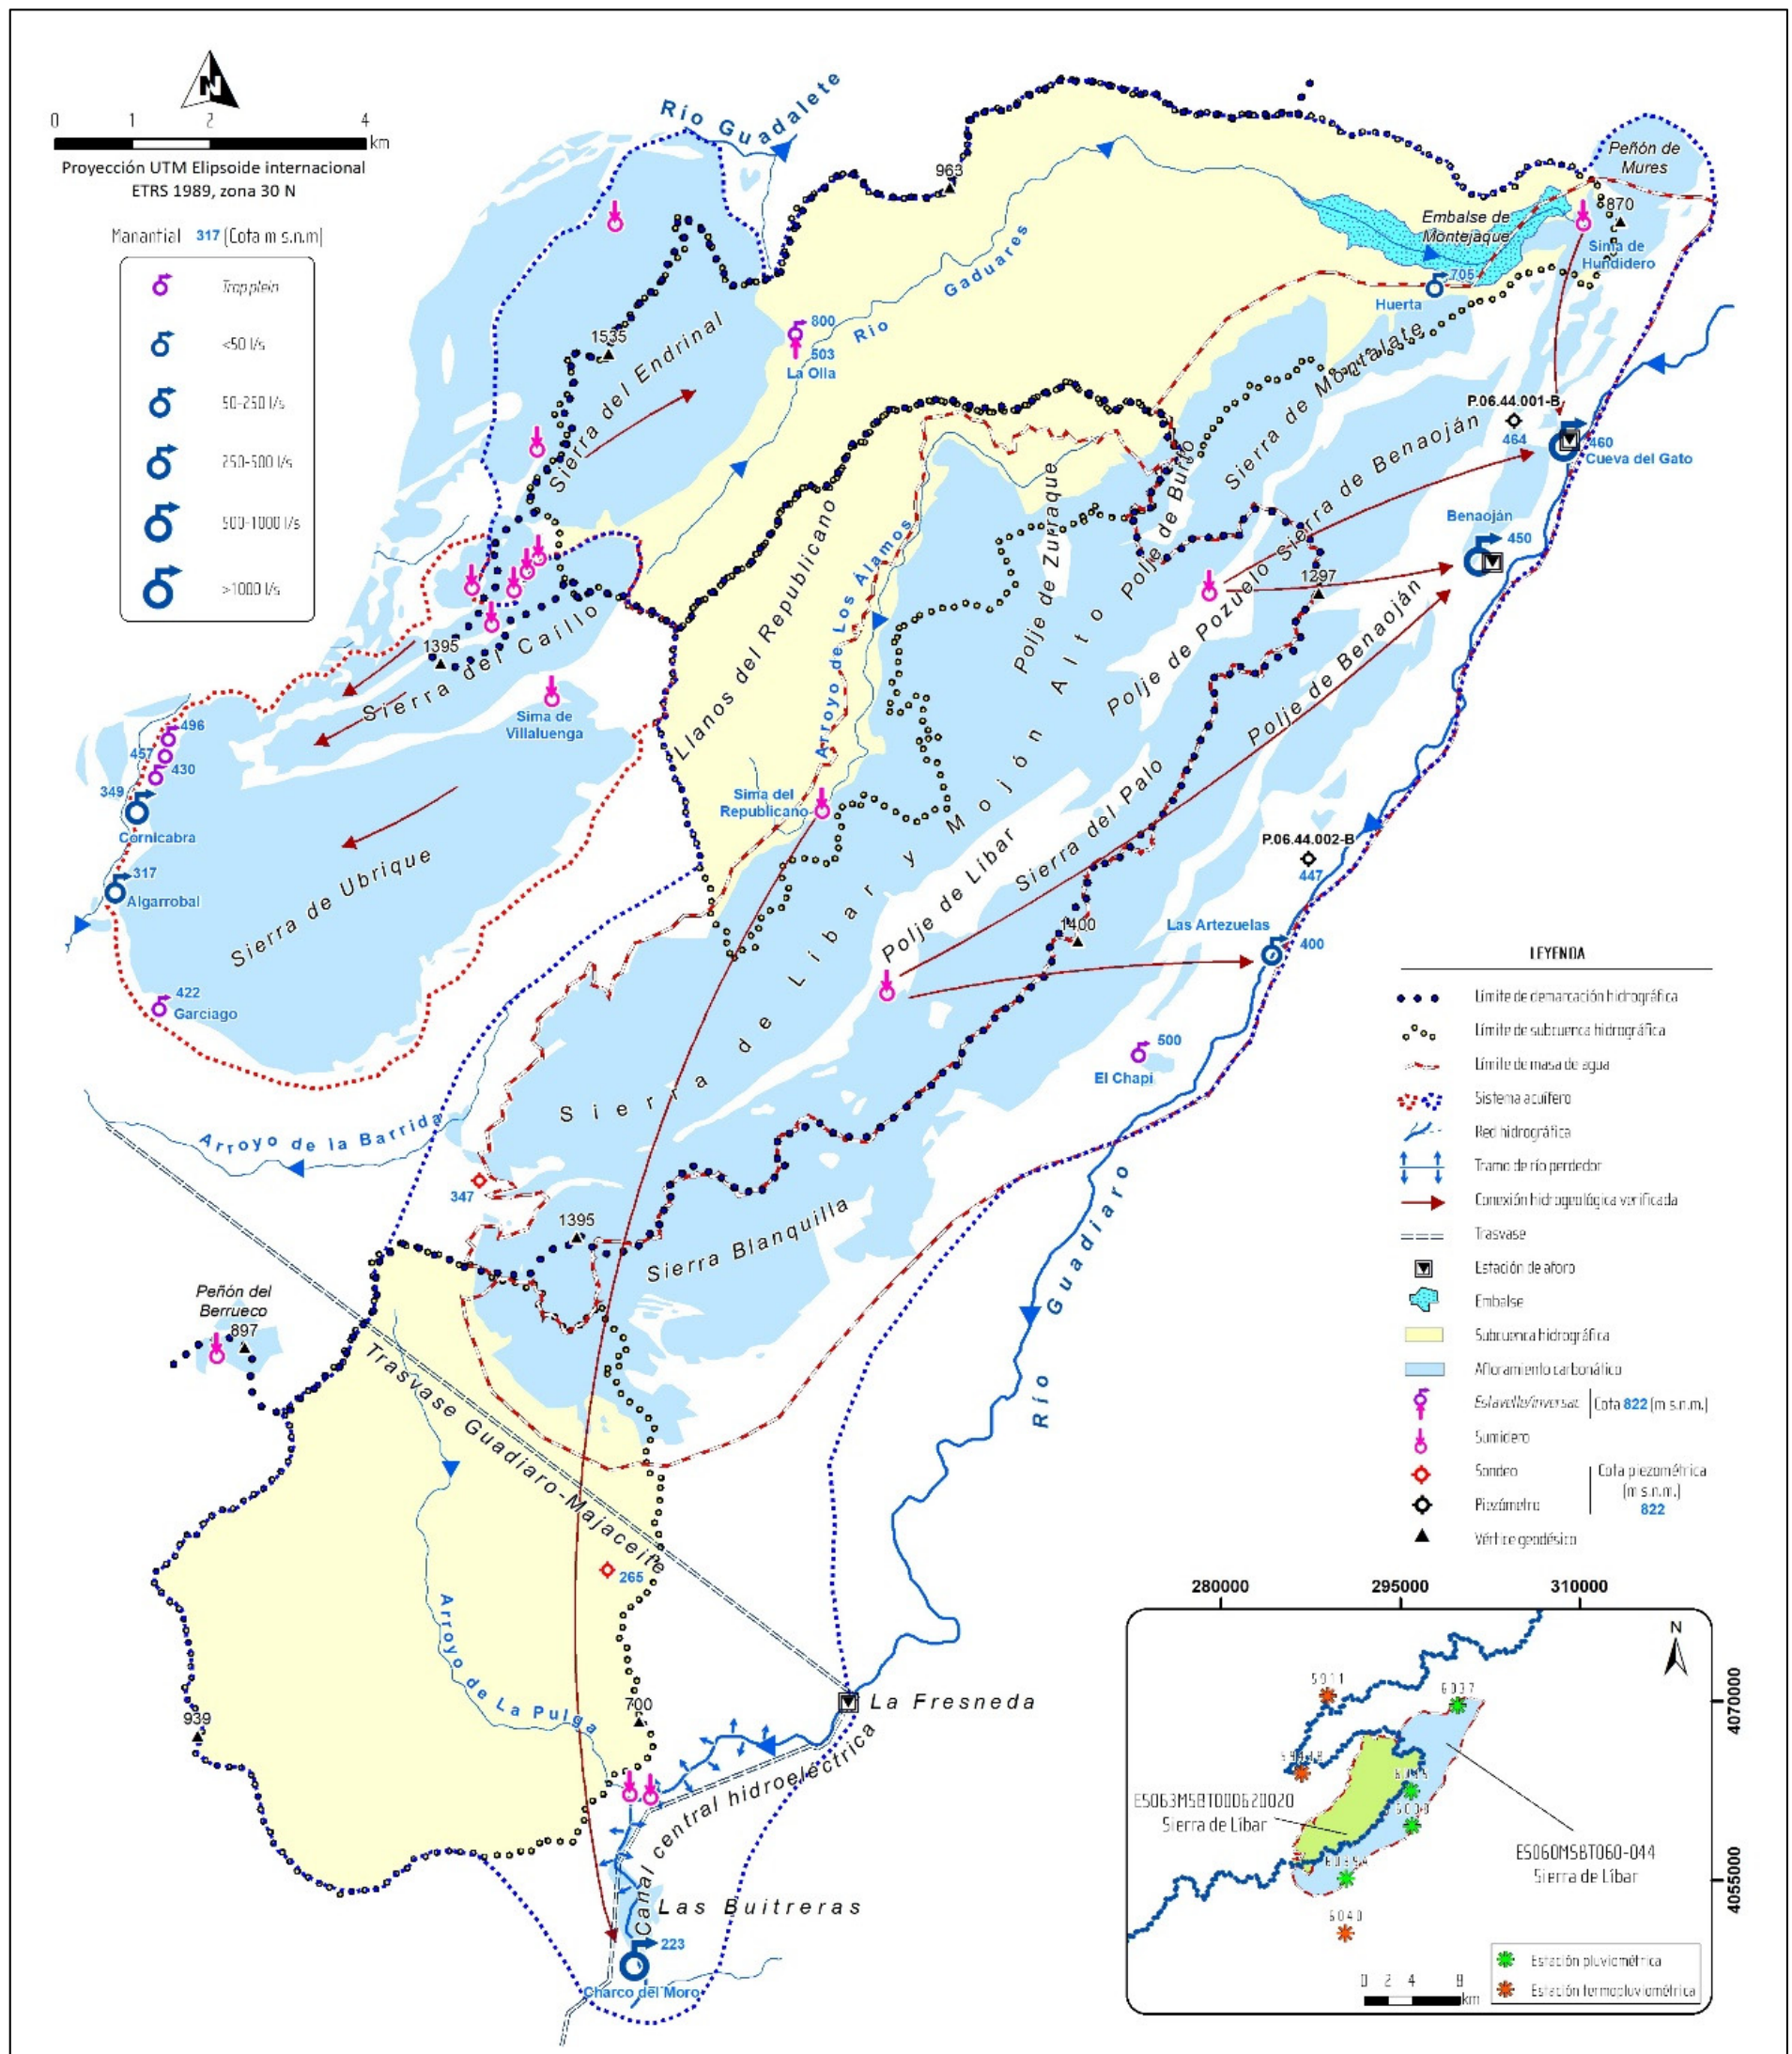 N
0 1 2 4
km
Proyección UTM Elipsoide internacional
ETRS 1989, zona 30 N
Manantial 317 (Cota m s.n.m)
Trop plein
<50 l/s
50-250 l/s
250-500 l/s
500-1000 l/s
>1000 l/s
Río Guadalete
963
Peñón de
Mures
870
Embalse de
Montejaque
Sima de
Hundidero
705
Huerta
Río Gaduares
800
503
La Olla
1535
Sierra del Endrinal
Sierra de Montalate
P.06.44.001-B
464
460
Cueva del Gato
Sierra de Benaoján
Benaoján
450
Polje de Burfo
Polje de Zurraque
Llanos del Republicano
Arroyo de Los Álamos
1297
Polje de Pozuelo
Polje de Benaoján
1395
Sierra del Caillo
Sima de
Villaluenga
496
457
430
349
Cornicabra
317
Algarrobal
Sierra de Ubrique
422
Garciago
Sima del
Republicano
Sierra de Líbar y Mojón Alto
Polje de Líbar
Sierra del Palo
1400
P.06.44.002-B
447
Las Artezuelas
400
500
El Chapi
Arroyo de la Barrida
347
1395
Sierra Blanquilla
Río Guadiaro
Peñón del
Berrueco
897
Trasvase Guadiaro-Majaceite
265
Arroyo de La Pulga
939
700
La Fresneda
Canal central hidroeléctrica
Las Buitreras
223
Charco del Moro
LEYENDA
Límite de demarcación hidrográfica
Límite de subcuenca hidrográfica
Límite de masa de agua
Sistema acuífero
Red hidrográfica
Tramo de río perdedor
Conexión hidrogeológica verificada
Trasvase
Estación de aforo
Embalse
Subcuenca hidrográfica
Afloramiento carbonático
Estavelle/inversac Cota 822 (m s.n.m.)
Sumidero
Sondeo
Piezómetro
Cota piezométrica
(m s.n.m.)
822
Vértice geodésico
280000 295000 310000
N
5911
6037
4070000
ES063MSBT000620020
Sierra de Líbar
ES060MSBT060-044
Sierra de Líbar
4055000
6040
Estación pluviométrica
Estación termopluviométrica
0 2 4 8
km